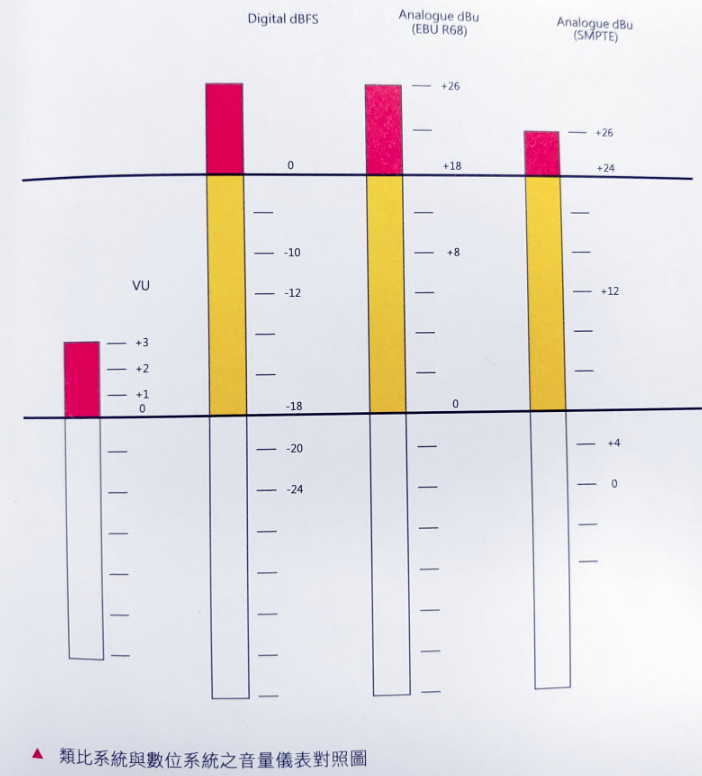 Digital dBFS
Analogue dBu
(EBU R68)
Analogue dBu
(SMPTE)
+26
+26
0
+18
+24
-10
+8
-12
+12
VU
+3
+2
+1
0
-18
0
-20
+4
-24
0
▲ 類比系統與數位系統之音量儀表對照圖